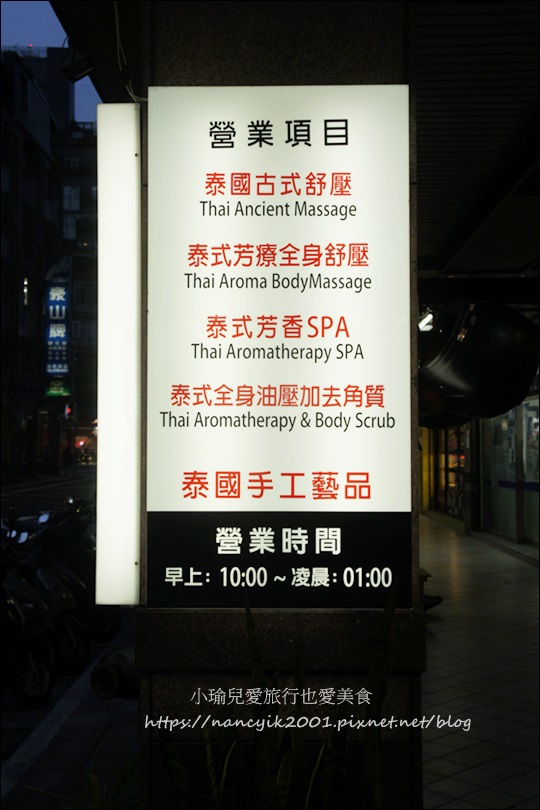 營業項目
泰國古式舒壓
Thai Ancient Massage
泰式芳療全身舒壓
Thai Aroma BodyMassage
泰式芳香SPA
Thai Aromatherapy SPA
泰式全身油壓加去角質
Thai Aromatherapy & Body Scrub
泰國手工藝品
營業時間
早上：10:00 ~ 凌晨：01:00
小瑜兒愛旅行也愛美食
https://nancyik2001.pixnet.net/blog